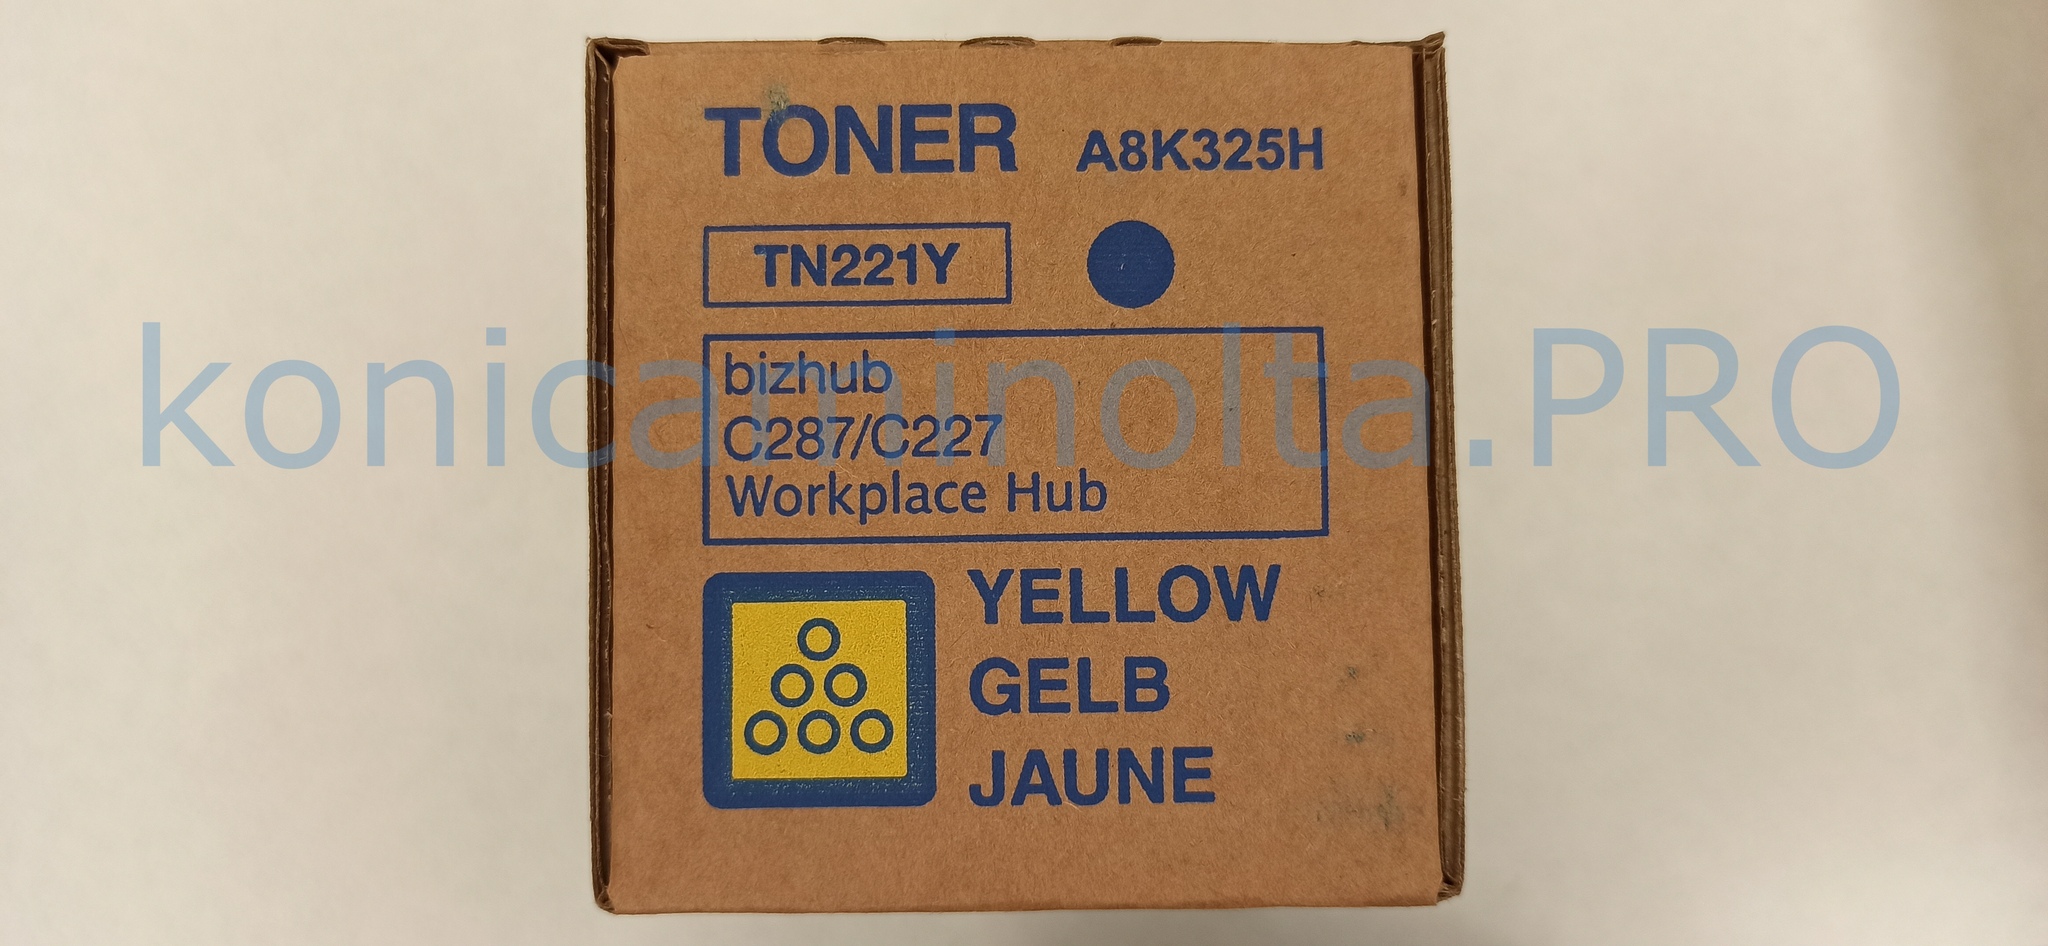 TONER A8K325H
TN221Y
bizhub
C287/C227
Workplace Hub
konicaminolta.PRO
YELLOW
GELB
JAUNE